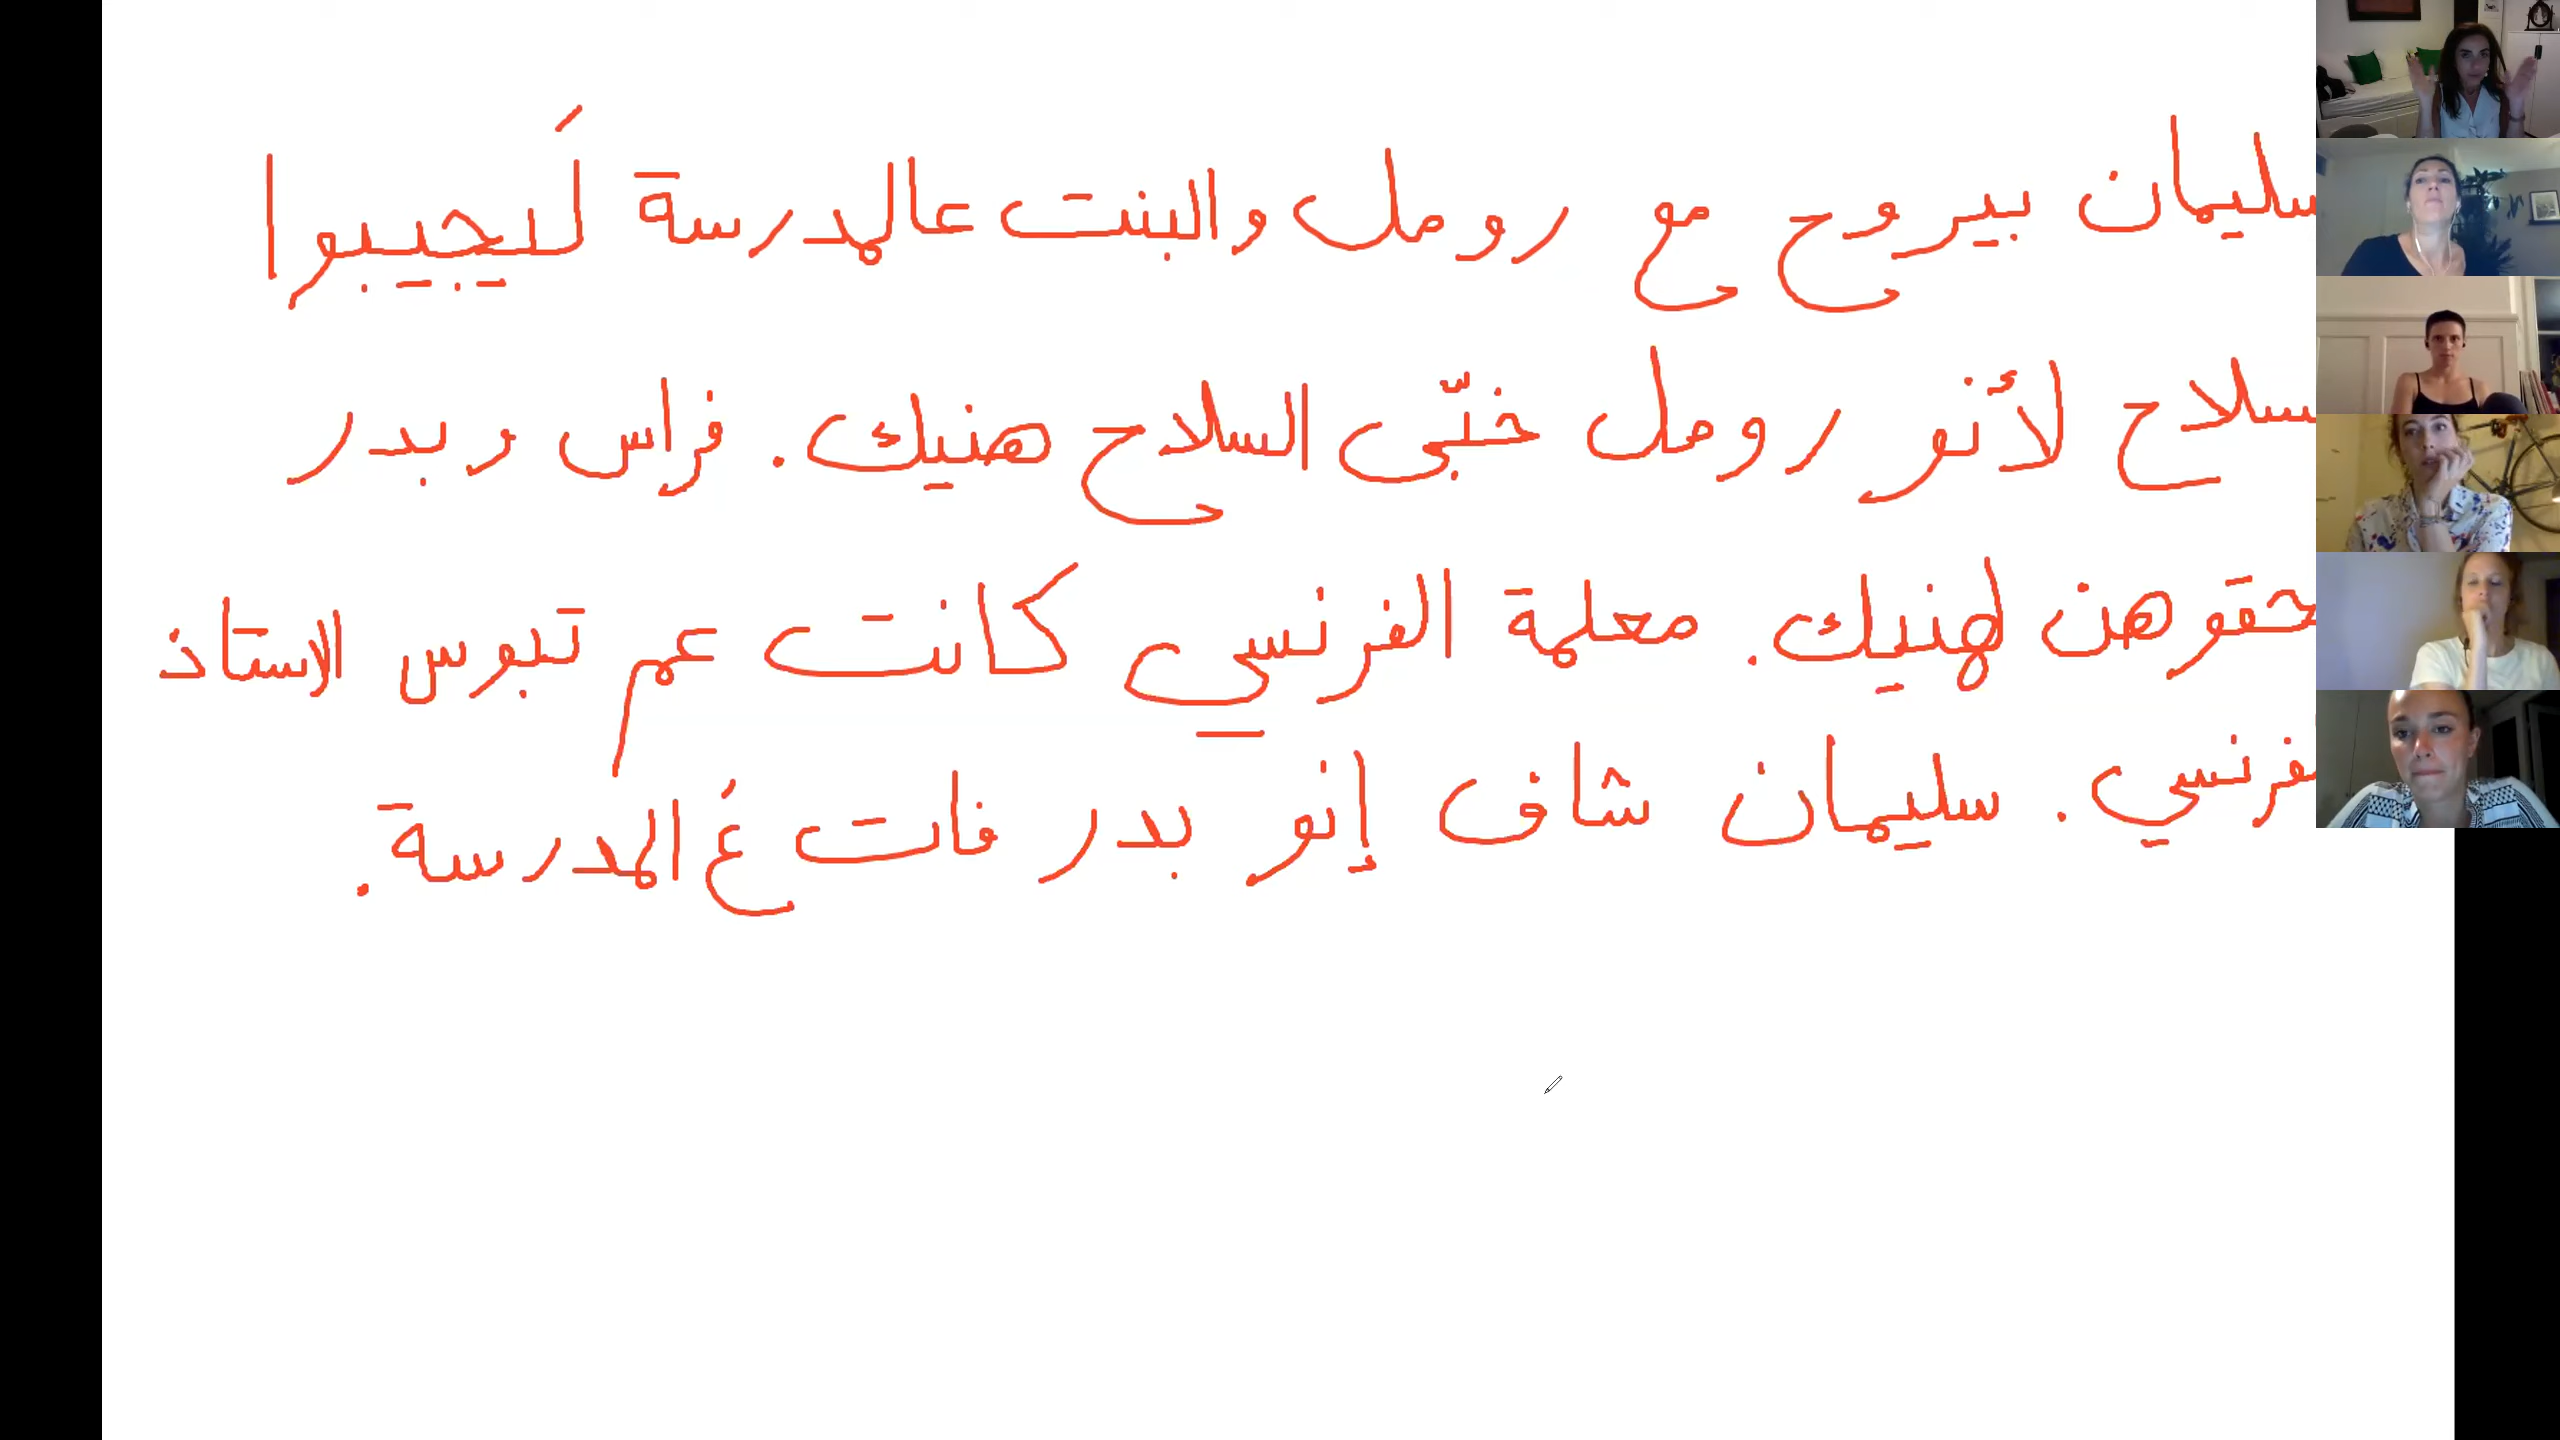 سليمان بيروح مع رومل والبنت عالمدرسة لَيجيبوا
سلاح لأنو رومل خبّى السلاح هنيك. فراس وبدر
حقوهن لهنيك. معلمة الفرنسي كانت عم تبوس الاستاذ
فرنسي. سليمان شاف إنو بدر فات عَ المدرسة.